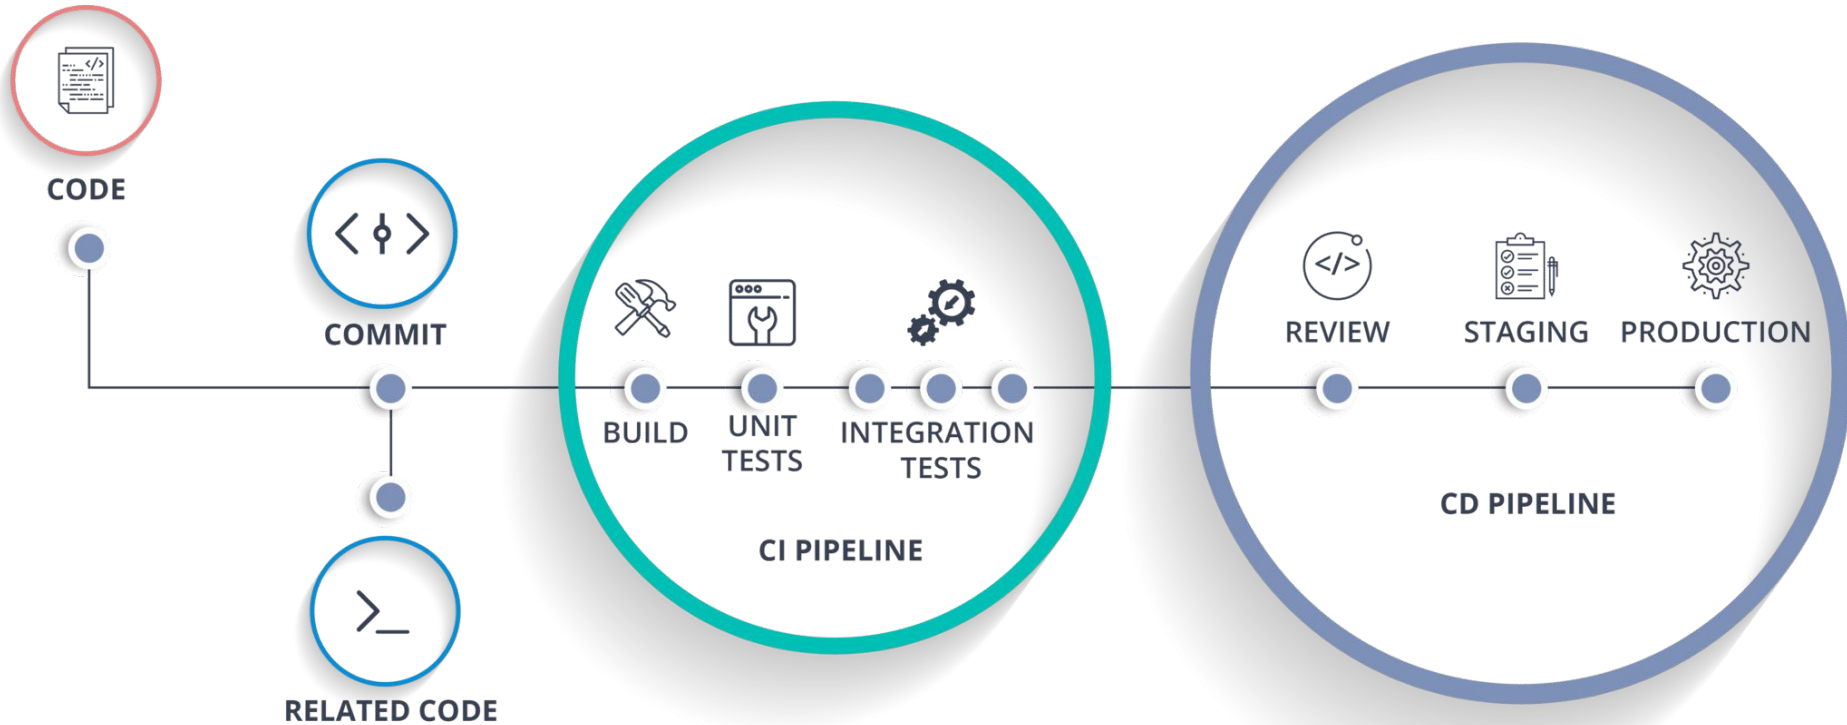 CODE
COMMIT
RELATED CODE
BUILD
UNIT
TESTS
INTEGRATION
TESTS
CI PIPELINE
REVIEW
STAGING
PRODUCTION
CD PIPELINE